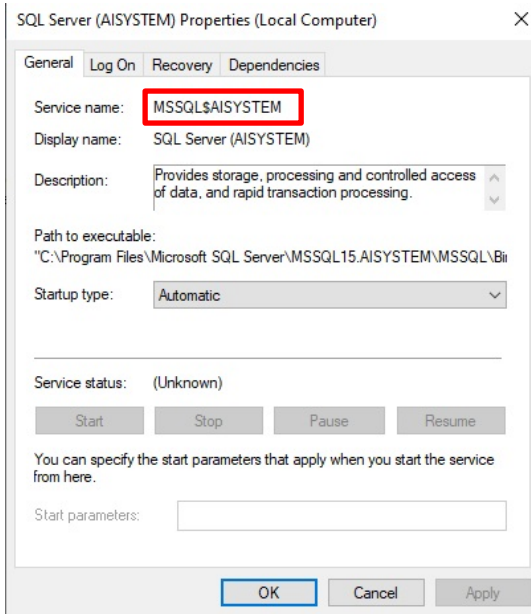 SQL Server (AISYSTEM) Properties (Local Computer)
General Log On Recovery Dependencies
Service name: MSSQL$AISYSTEM
Display name: SQL Server (AISYSTEM)
Description: Provides storage, processing and controlled access
of data, and rapid transaction processing.
Path to executable:
"C:\Program Files\Microsoft SQL Server\MSSQL15.AISYSTEM\MSSQL\Bi
Startup type: Automatic
Service status: (Unknown)
Start Stop Pause Resume
You can specify the start parameters that apply when you start the service
from here.
Start parameters:
OK Cancel Apply